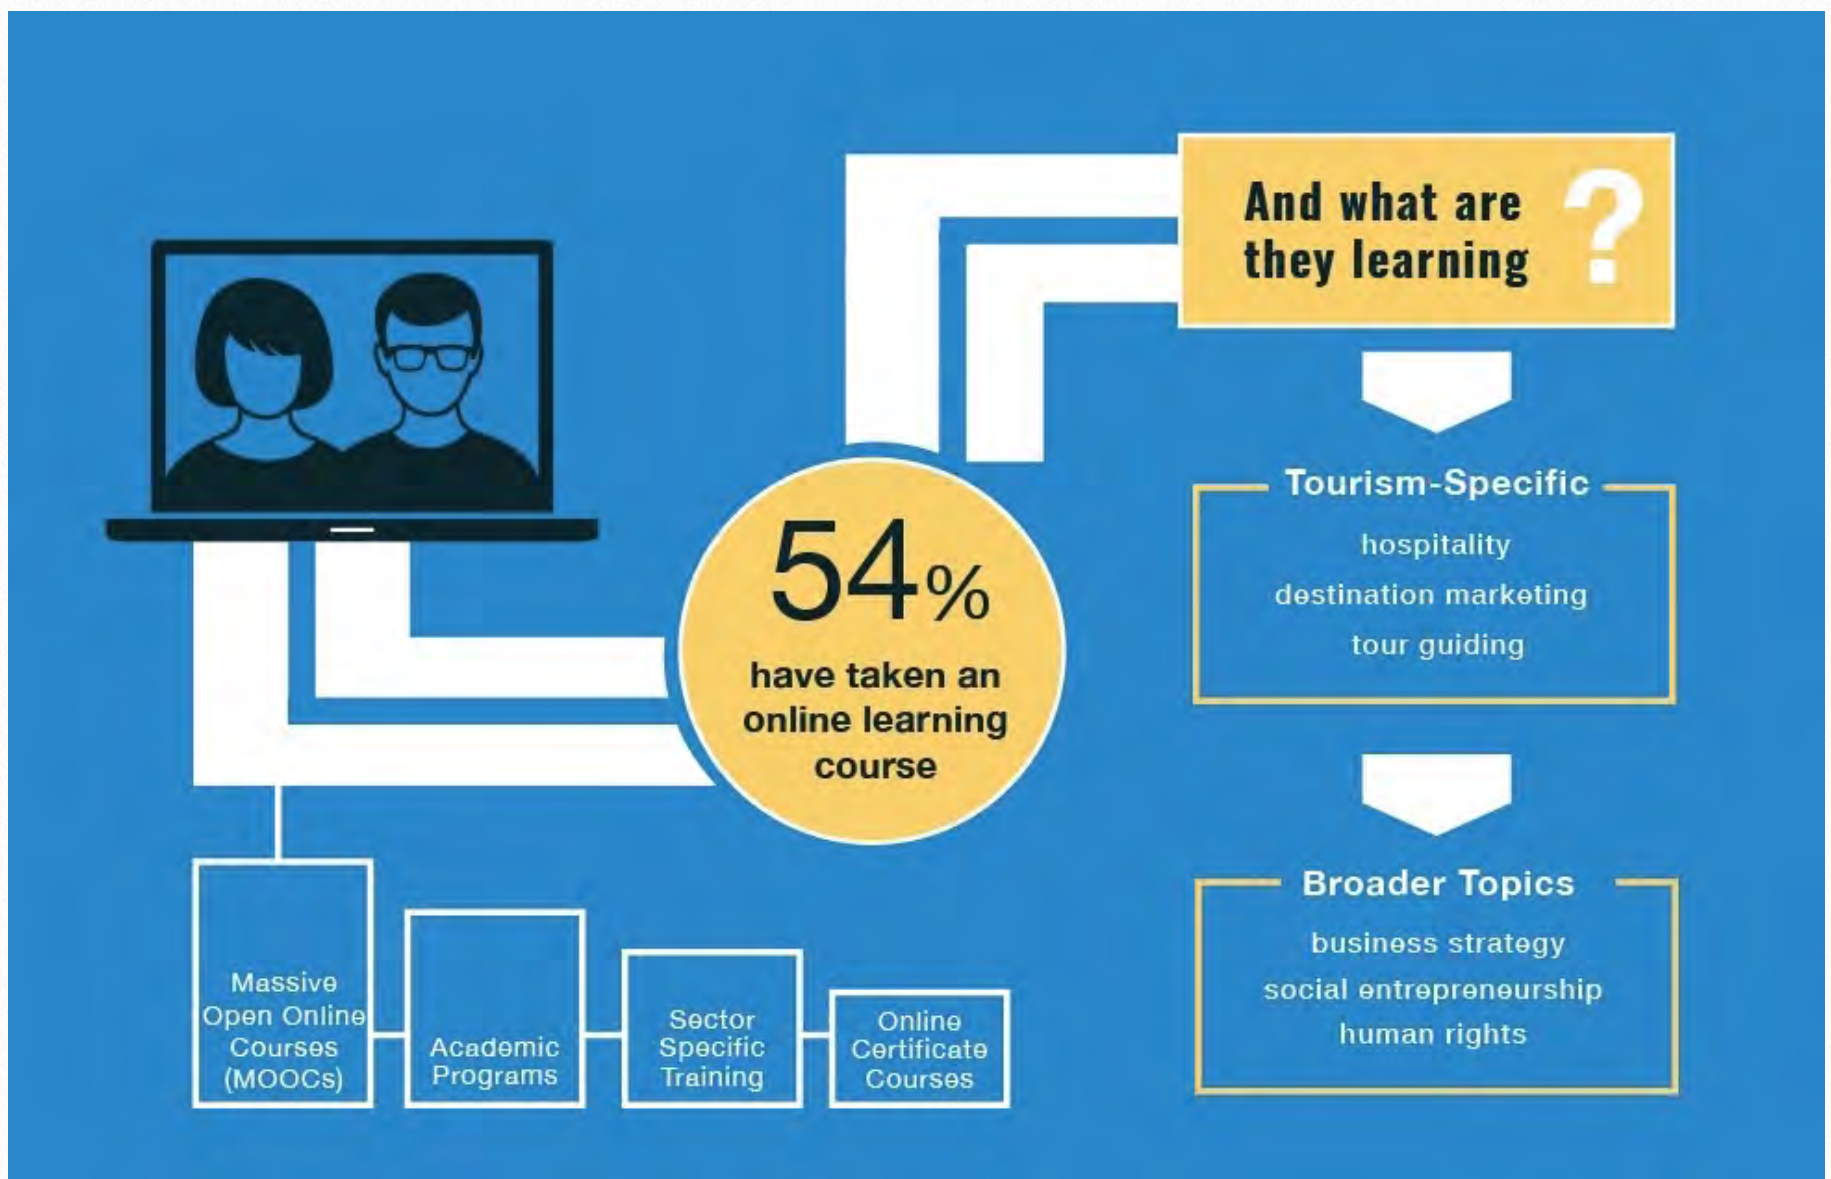 And what are
they learning
?
54%
have taken an
online learning
course
Tourism-Specific
hospitality
destination marketing
tour guiding
Broader Topics
business strategy
social entrepreneurship
human rights
Massive
Open Online
Courses
(MOOCs)
Academic
Programs
Sector
Specific
Training
Online
Certificate
Courses